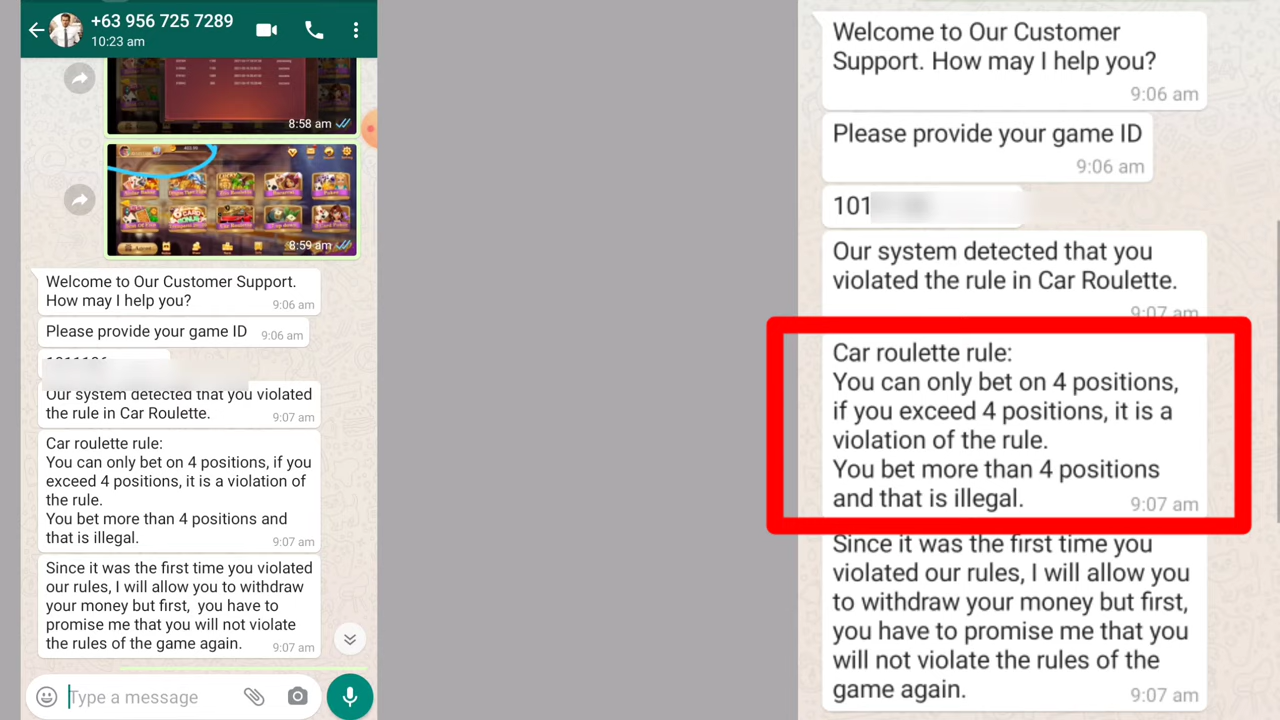 +63 956 725 7289
10:23 am
8:58 am
8:59 am
Welcome to Our Customer Support.
How may I help you?
9:06 am
Please provide your game ID
9:06 am
Our system detected that you violated
the rule in Car Roulette.
9:07 am
Car roulette rule:
You can only bet on 4 positions, if you
exceed 4 positions, it is a violation of
the rule.
You bet more than 4 positions and
that is illegal.
9:07 am
Since it was the first time you violated
our rules, I will allow you to withdraw
your money but first, you have to
promise me that you will not violate
the rules of the game again.
9:07 am
Type a message
Welcome to Our Customer
Support. How may I help you?
9:06 am
Please provide your game ID
9:06 am
101
Our system detected that you
violated the rule in Car Roulette.
9:07 am
Car roulette rule:
You can only bet on 4 positions,
if you exceed 4 positions, it is a
violation of the rule.
You bet more than 4 positions
and that is illegal.
9:07 am
Since it was the first time you
violated our rules, I will allow you
to withdraw your money but first,
you have to promise me that you
will not violate the rules of the
game again.
9:07 am